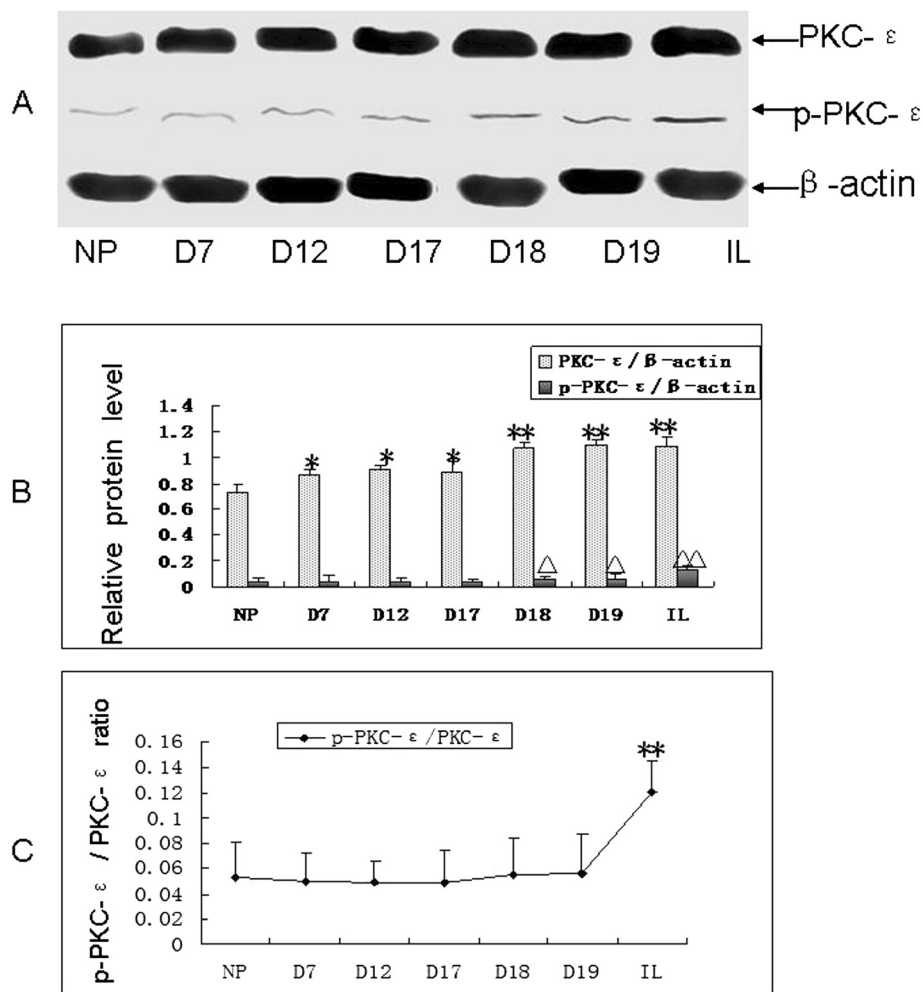 A
PKC- ε
p-PKC- ε
β -actin
NP D7 D12 D17 D18 D19 IL
B
Relative protein level
PKC- ε/β-actin
p-PKC- ε/β-actin
1.4
1.2
1
0.8
0.6
0.4
0.2
0
* * * ** ** **
△ △ △△
NP D7 D12 D17 D18 D19 IL
C
p-PKC- ε /PKC- ε ratio
p-PKC- ε/PKC- ε
0.16
0.14
0.12
0.1
0.08
0.06
0.04
0.02
0
**
NP D7 D12 D17 D18 D19 IL